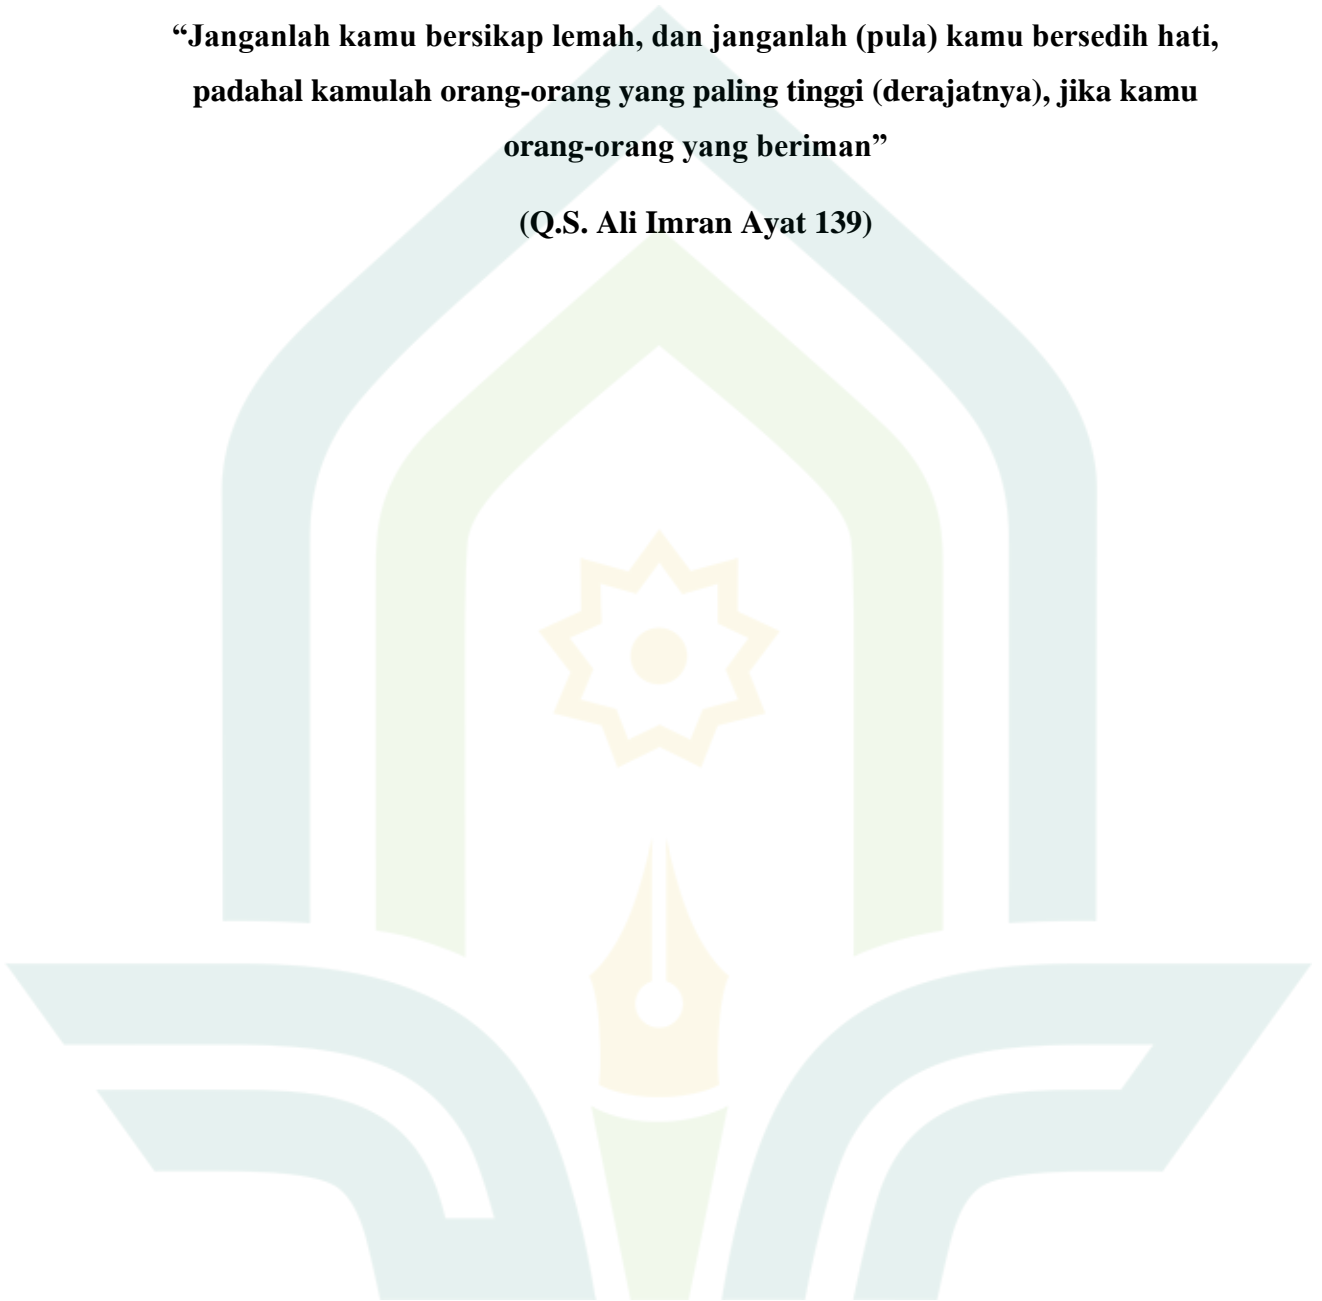 “Janganlah kamu bersikap lemah, dan janganlah (pula) kamu bersedih hati,
padahal kamulah orang-orang yang paling tinggi (derajatnya), jika kamu
orang-orang yang beriman”
(Q.S. Ali Imran Ayat 139)